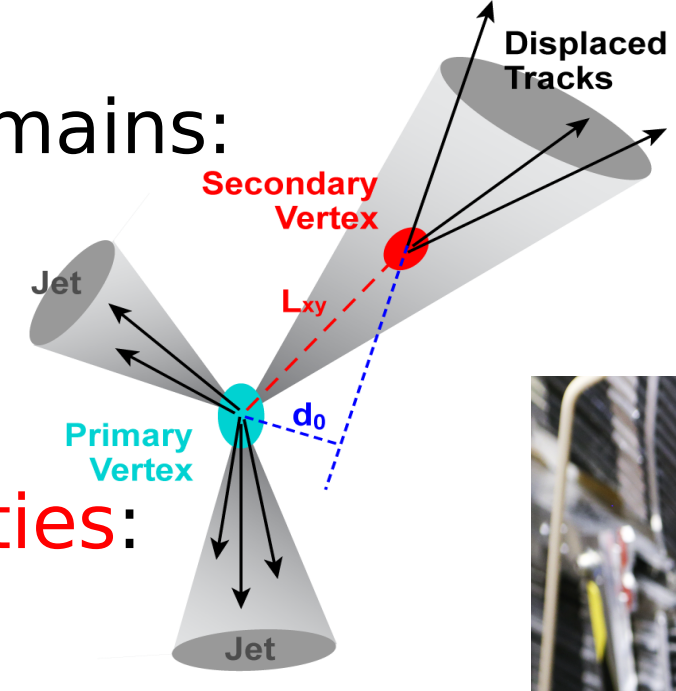 Displaced
Tracks
mains:
Secondary
Vertex
Jet
Lxy
d0
Primary
Vertex
ties:
Jet